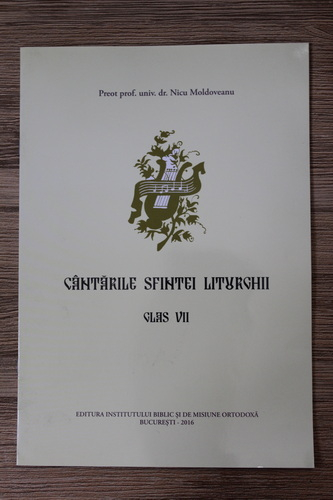 Preot prof. univ. dr. Nicu Moldoveanu
CÂNTĂRILE SFINTEI LITURGHII
GLAS VII
EDITURA INSTITUTULUI BIBLIC ȘI DE MISIUNE ORTODOXĂ
BUCUREȘTI - 2016